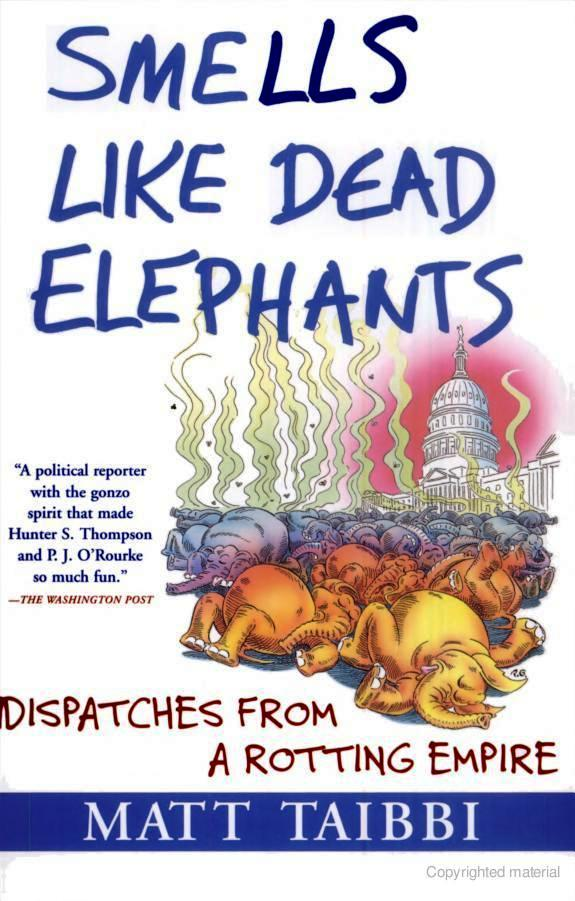 SMELLS
LIKE DEAD
ELEPHANTS
“A political reporter
with the gonzo
spirit that made
Hunter S. Thompson
and P. J. O’Rourke
so much fun.”
—THE WASHINGTON POST
DISPATCHES FROM
A ROTTING EMPIRE
MATT TAIBBI
Copyrighted material